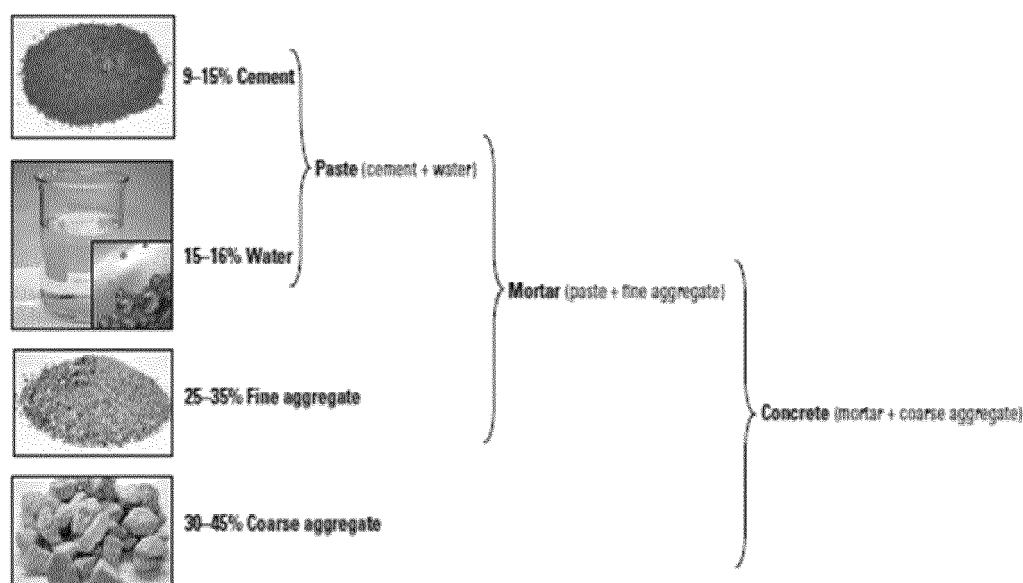 9–15% Cement
Paste (cement + water)
15–16% Water
Mortar (paste + fine aggregate)
25–35% Fine aggregate
Concrete (mortar + coarse aggregate)
30–45% Coarse aggregate